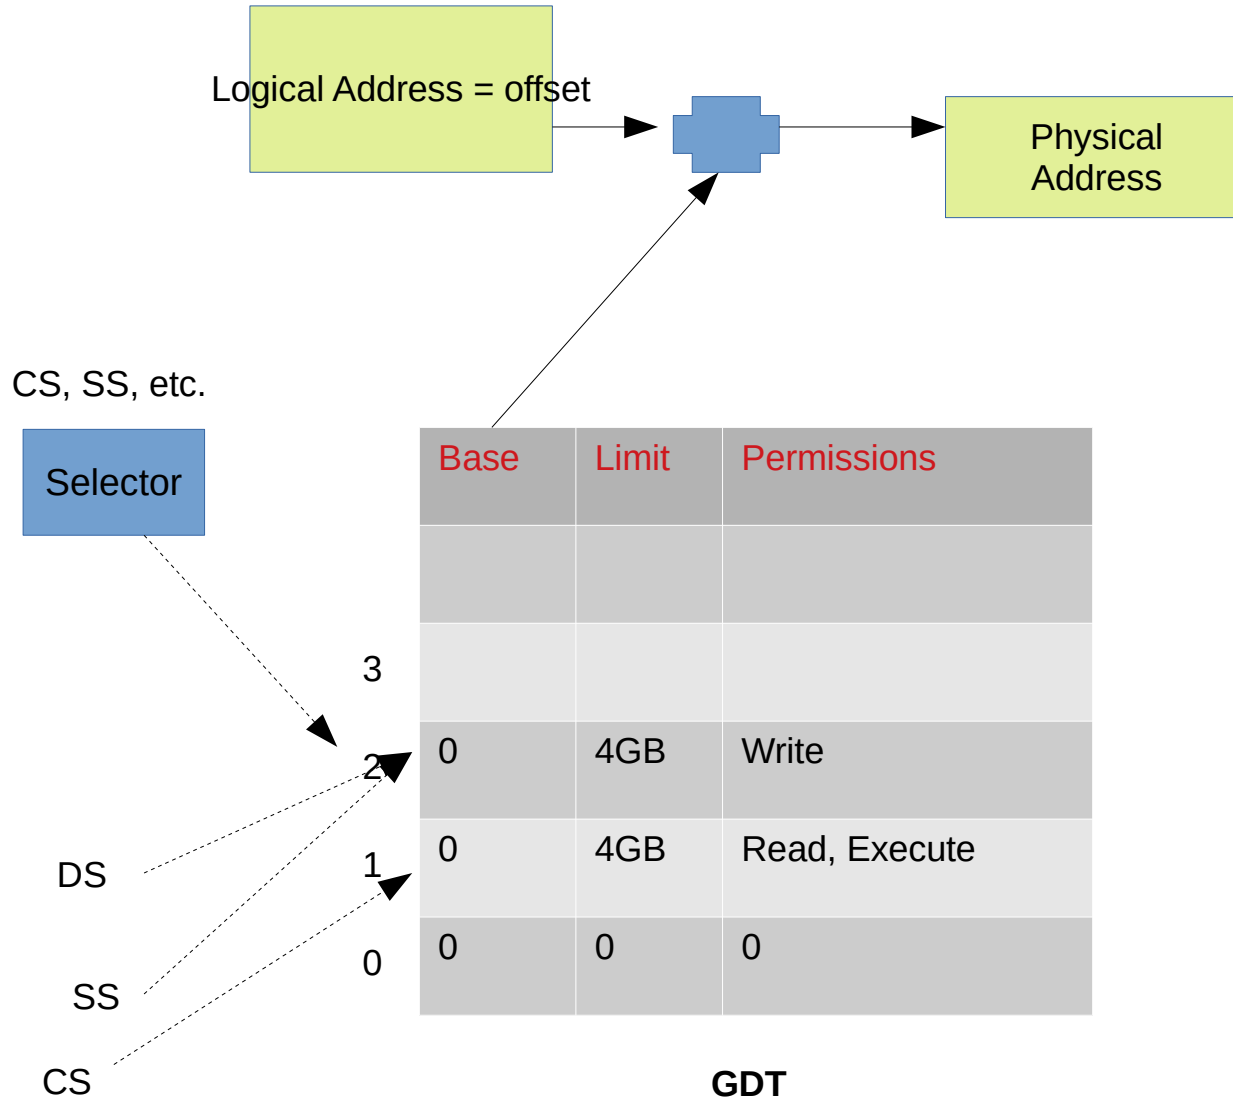 Logical Address = offset
Physical
Address
CS, SS, etc.
Selector
Base Limit Permissions
3
2 0 4GB Write
1 0 4GB Read, Execute
0 0 0 0
DS
SS
CS
GDT